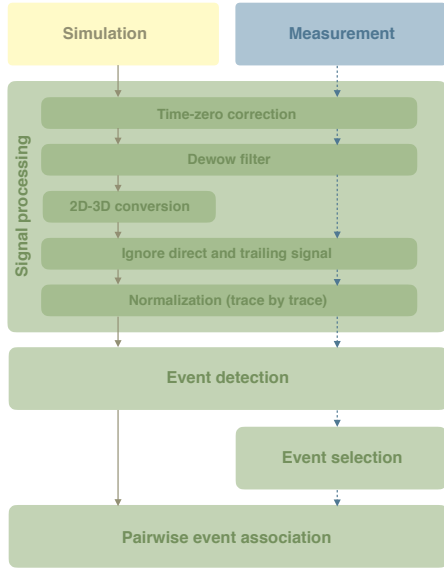 Simulation
Measurement
Signal processing
Time-zero correction
Dewow filter
2D-3D conversion
Ignore direct and trailing signal
Normalization (trace by trace)
Event detection
Event selection
Pairwise event association